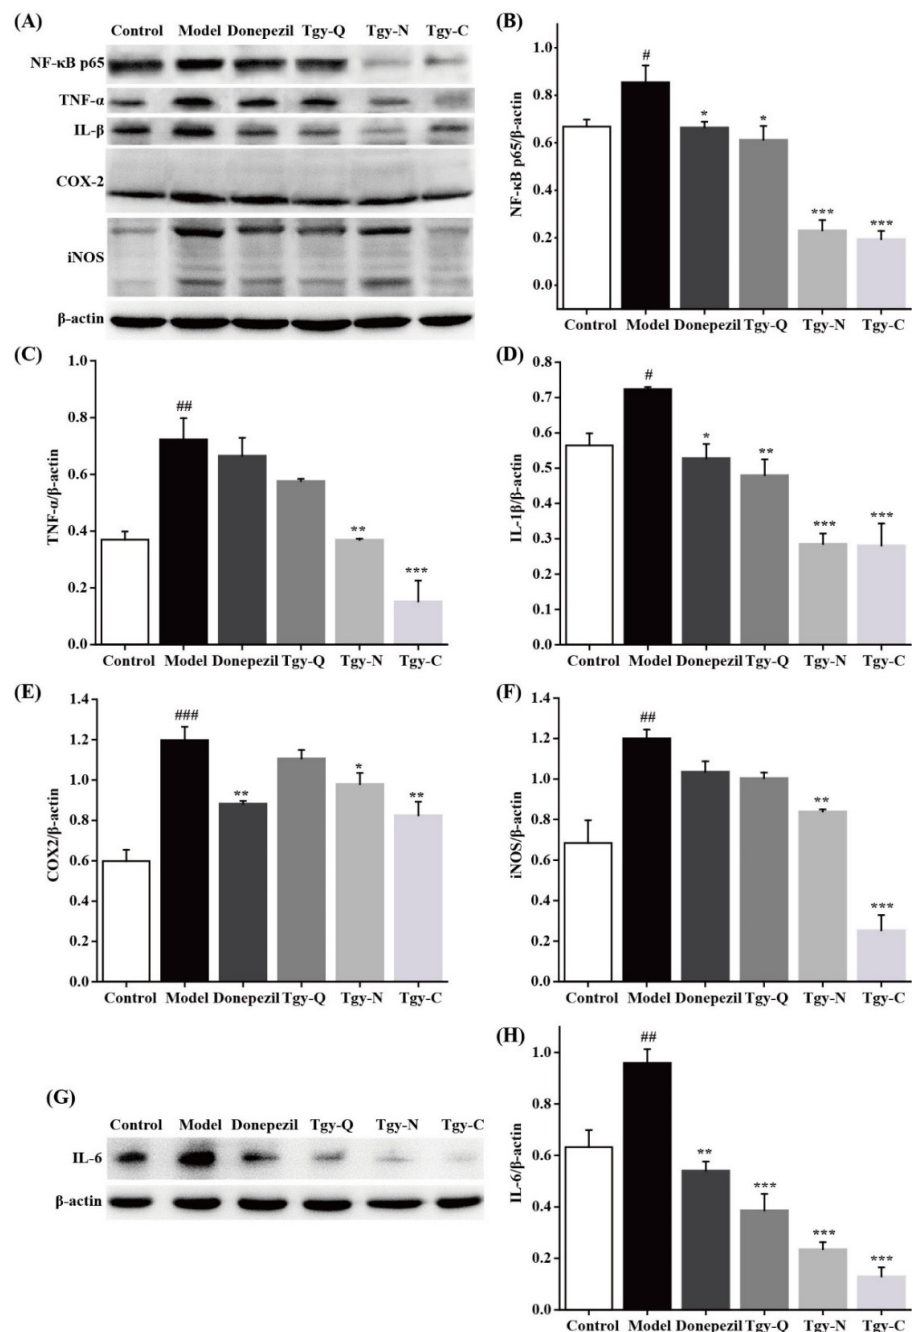 (A)
Control Model Donepezil Tgy-Q Tgy-N Tgy-C
NF-κB p65
TNF-α
IL-β
COX-2
iNOS
β-actin
(B)
NF-κB p65/β-actin
1.0
0.8
0.6
0.4
0.2
0.0
#
*
*
***
***
Control Model Donepezil Tgy-Q Tgy-N Tgy-C
(C)
TNF-α/β-actin
1.0
0.8
0.6
0.4
0.2
0.0
##
**
***
Control Model Donepezil Tgy-Q Tgy-N Tgy-C
(D)
IL-1β/β-actin
0.8
0.7
0.6
0.5
0.4
0.3
0.2
0.1
0.0
#
*
**
***
***
Control Model Donepezil Tgy-Q Tgy-N Tgy-C
(E)
COX2/β-actin
1.4
1.2
1.0
0.8
0.6
0.4
0.2
0.0
###
**
*
**
Control Model Donepezil Tgy-Q Tgy-N Tgy-C
(F)
iNOS/β-actin
1.4
1.2
1.0
0.8
0.6
0.4
0.2
0.0
##
**
***
Control Model Donepezil Tgy-Q Tgy-N Tgy-C
(G)
Control Model Donepezil Tgy-Q Tgy-N Tgy-C
IL-6
β-actin
(H)
IL-6/β-actin
1.0
0.8
0.6
0.4
0.2
0.0
##
**
***
***
***
Control Model Donepezil Tgy-Q Tgy-N Tgy-C